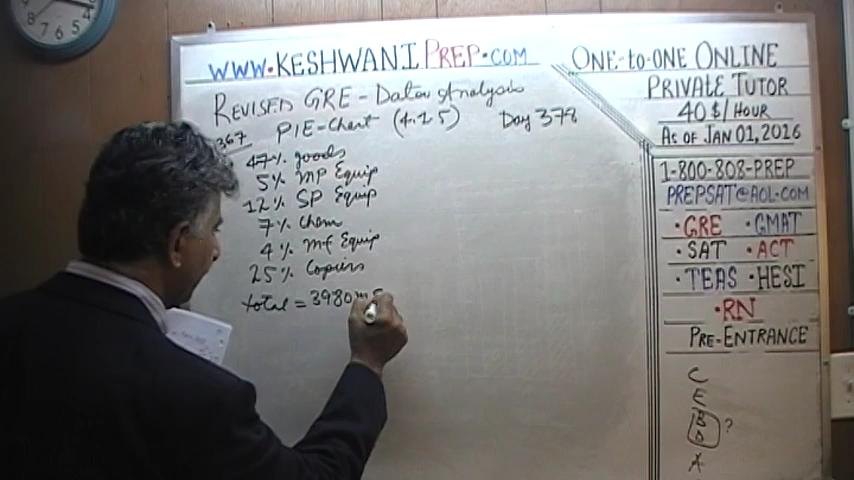 WWW.KESHWANIPREP.COM
REVISED GRE - Data Analysis
PIE-Chart (4.25) Day 378
367
47% goods
5% MP Equip
12% SP Equip
7% Chem
4% Mf Equip
25% Copiers
total = 3980
ONE-to-ONE ONLINE
PRIVATE TUTOR
40$/HOUR
AS OF JAN 01, 2016
1-800-808-PREP
PREPSAT@AOL.COM
•GRE •GMAT
•SAT •ACT
•TEAS •HESI
•RN
PRE-ENTRANCE
C
E
B
D ?
A